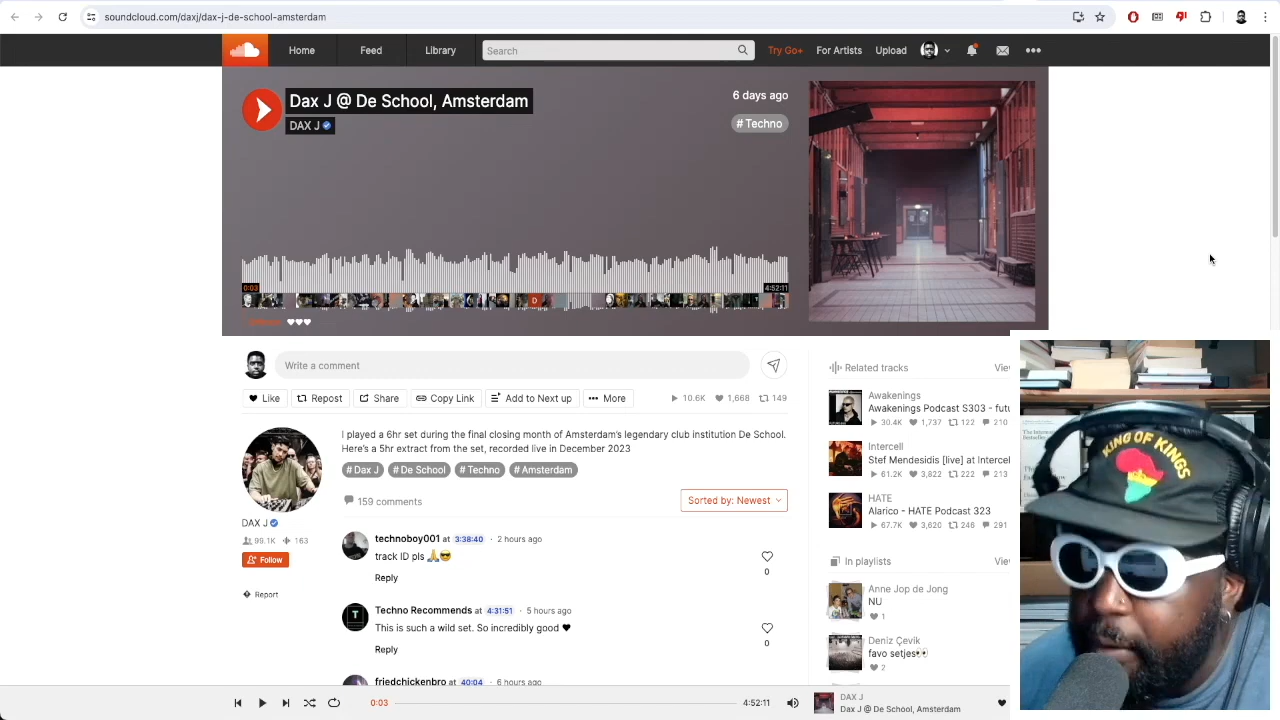 soundcloud.com/daxj/dax-j-de-school-amsterdam
Home
Feed
Library
Search
Try Go+
For Artists
Upload
Dax J @ De School, Amsterdam
DAX J
6 days ago
# Techno
0:03
4:52:11
D
Write a comment
Like
Repost
Share
Copy Link
Add to Next up
More
10.6K
1,668
149
I played a 6hr set during the final closing month of Amsterdam's legendary club institution De School.
Here's a 5hr extract from the set, recorded live in December 2023
# Dax J
# De School
# Techno
# Amsterdam
DAX J
99.1K
163
Follow
Report
159 comments
Sorted by: Newest
technoboy001 at 3:38:40 · 2 hours ago
track ID pls 🙏😎
Reply
0
T
Techno Recommends at 4:31:51 · 5 hours ago
This is such a wild set. So incredibly good ♥
Reply
0
friedchickenbro at 40:04 · 6 hours ago
Related tracks
View
Awakenings
Awakenings Podcast S303 - futu
30.4K 1,737 122 210
Intercell
Stef Mendesidis [live] at Intercel
61.2K 3,822 222 213
HATE
Alarico - HATE Podcast 323
67.7K 3,620 246 291
In playlists
View
Anne Jop de Jong
NU
1
Deniz Çevik
favo setjes👀
2
KING OF KINGS
0:03
4:52:11
DAX J
Dax J @ De School, Amsterdam